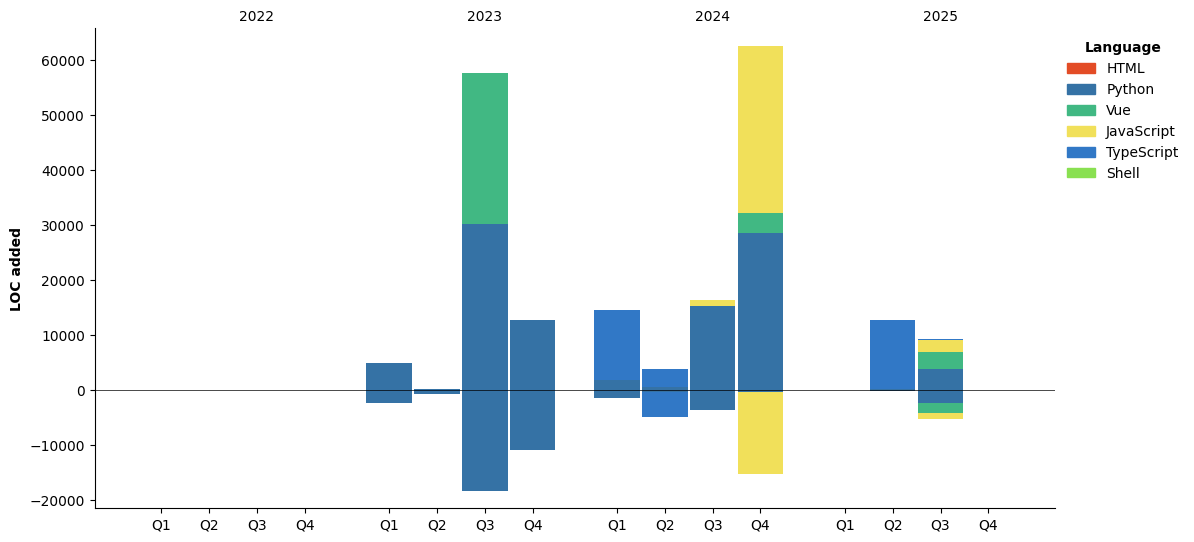 2022 2023 2024 2025
Language
HTML
Python
Vue
JavaScript
TypeScript
Shell
LOC added
60000
50000
40000
30000
20000
10000
0
−10000
−20000
Q1 Q2 Q3 Q4 Q1 Q2 Q3 Q4 Q1 Q2 Q3 Q4 Q1 Q2 Q3 Q4